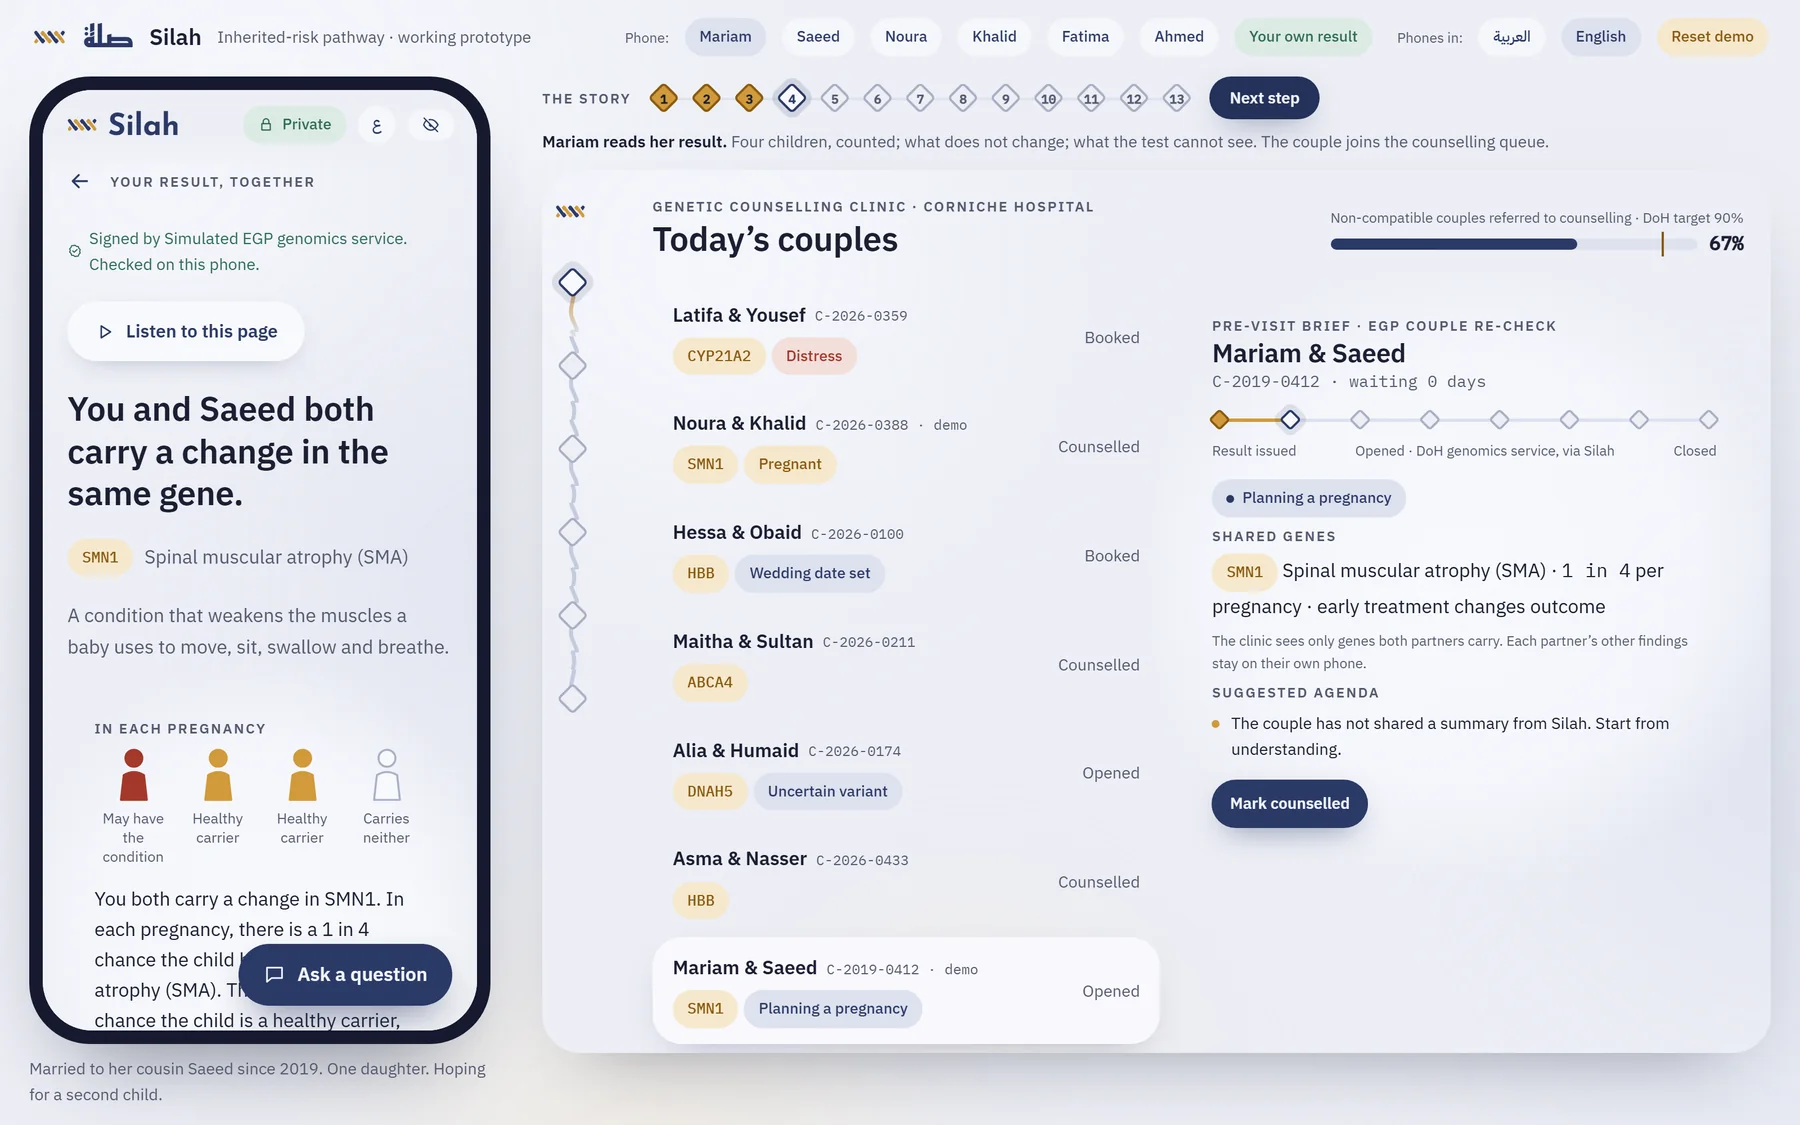 صلة Silah Inherited-risk pathway · working prototype
Phone: Mariam Saeed Noura Khalid Fatima Ahmed Your own result Phones in: العربية English Reset demo
Silah Private ع
YOUR RESULT, TOGETHER
Signed by Simulated EGP genomics service.
Checked on this phone.
Listen to this page
You and Saeed both
carry a change in the
same gene.
SMN1 Spinal muscular atrophy (SMA)
A condition that weakens the muscles a
baby uses to move, sit, swallow and breathe.
IN EACH PREGNANCY
May have
the
condition
Healthy
carrier
Healthy
carrier
Carries
neither
You both carry a change in SMN1. In
each pregnancy, there is a 1 in 4
chance the child
atrophy (SMA).
chance the child is a healthy carrier,
Ask a question
Married to her cousin Saeed since 2019. One daughter. Hoping
for a second child.
THE STORY 1 2 3 4 5 6 7 8 9 10 11 12 13 Next step
Mariam reads her result. Four children, counted; what does not change; what the test cannot see. The couple joins the counselling queue.
GENETIC COUNSELLING CLINIC · CORNICHE HOSPITAL
Today’s couples
Non-compatible couples referred to counselling · DoH target 90%
67%
Latifa & Yousef C-2026-0359
CYP21A2 Distress
Booked
Noura & Khalid C-2026-0388 · demo
SMN1 Pregnant
Counselled
Hessa & Obaid C-2026-0100
HBB Wedding date set
Booked
Maitha & Sultan C-2026-0211
ABCA4
Counselled
Alia & Humaid C-2026-0174
DNAH5 Uncertain variant
Opened
Asma & Nasser C-2026-0433
HBB
Counselled
Mariam & Saeed C-2019-0412 · demo
SMN1 Planning a pregnancy
Opened
PRE-VISIT BRIEF · EGP COUPLE RE-CHECK
Mariam & Saeed
C-2019-0412 · waiting 0 days
Result issued Opened · DoH genomics service, via Silah Closed
Planning a pregnancy
SHARED GENES
SMN1 Spinal muscular atrophy (SMA) · 1 in 4 per
pregnancy · early treatment changes outcome
The clinic sees only genes both partners carry. Each partner’s other findings
stay on their own phone.
SUGGESTED AGENDA
The couple has not shared a summary from Silah. Start from
understanding.
Mark counselled